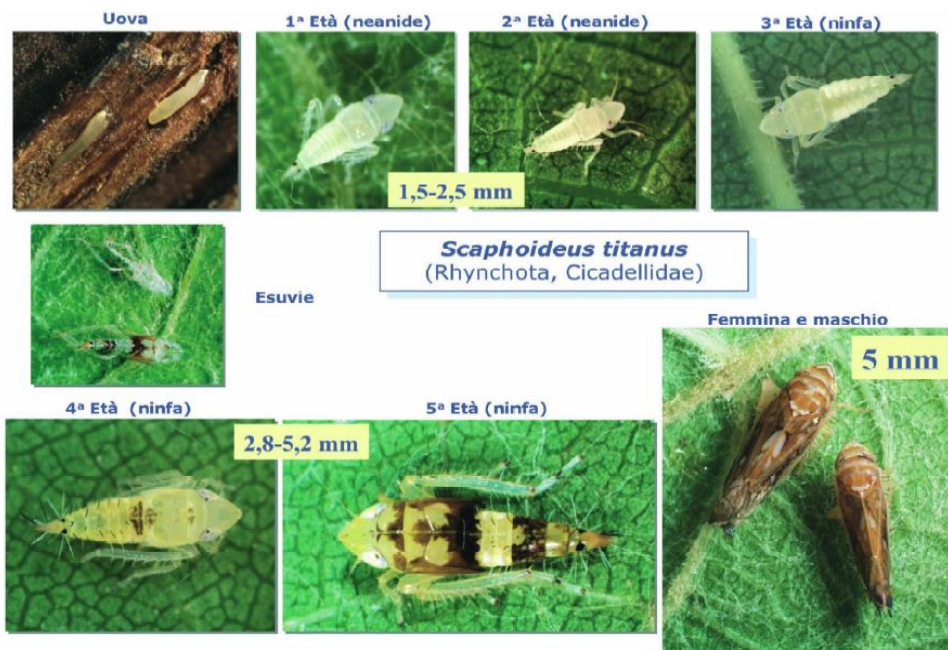 Uova
1ª Età (neanide)
2ª Età (neanide)
3ª Età (ninfa)
1,5-2,5 mm
Scaphoideus titanus
(Rhynchota, Cicadellidae)
Esuvie
Femmina e maschio
5 mm
4ª Età (ninfa)
5ª Età (ninfa)
2,8-5,2 mm